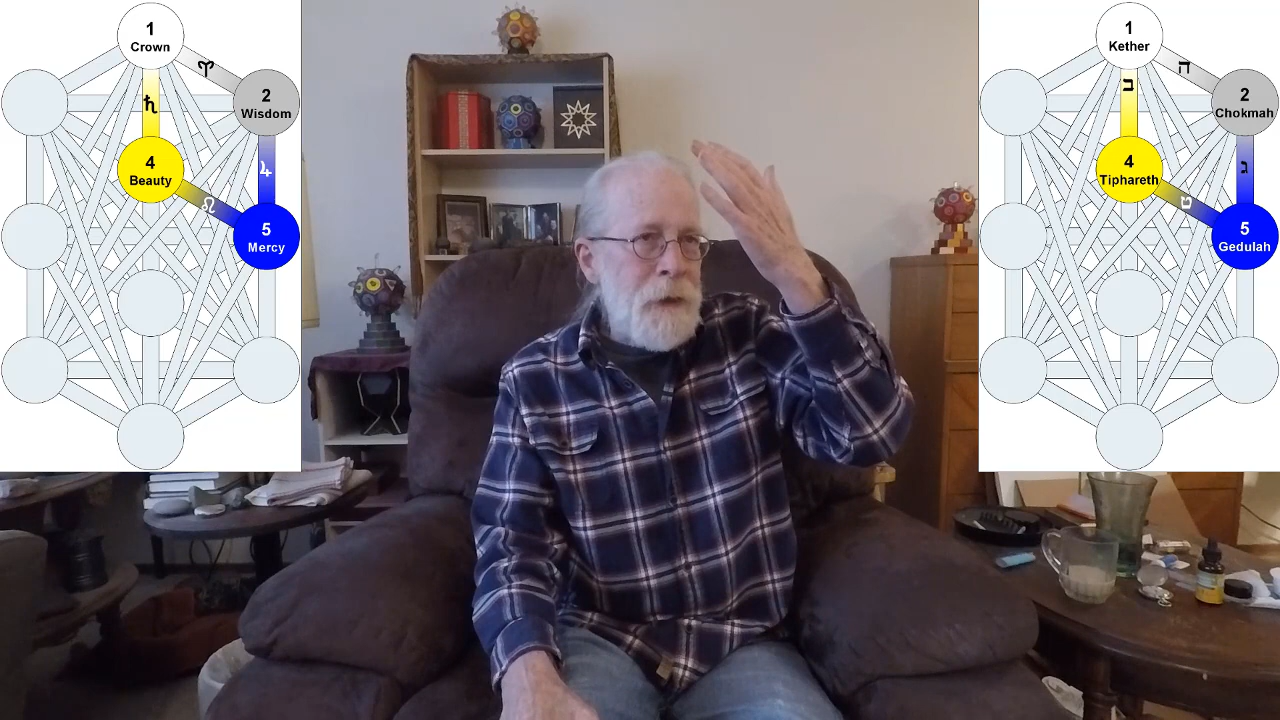 1
Crown
♈
2
Wisdom
♄
4
Beauty
♃
♌
5
Mercy
1
Kether
ה
2
Chokmah
ב
4
Tiphareth
ג
ט
5
Gedulah